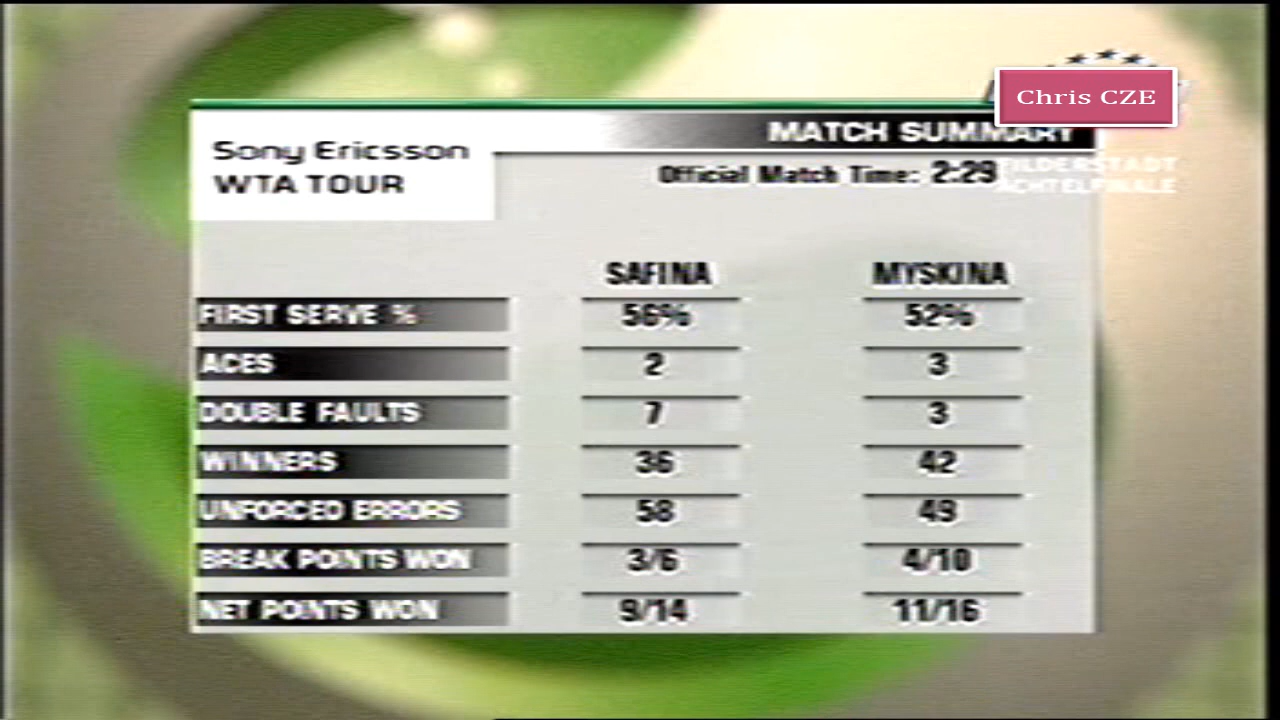 Chris CZE
MATCH SUMMARY
Sony Ericsson
WTA TOUR
Official Match Time: 2:29
FILDERSTADT
ACHTELFINALE
SAFINA MYSKINA
FIRST SERVE % 56% 52%
ACES 2 3
DOUBLE FAULTS 7 3
WINNERS 36 42
UNFORCED ERRORS 58 49
BREAK POINTS WON 3/6 4/10
NET POINTS WON 9/14 11/16